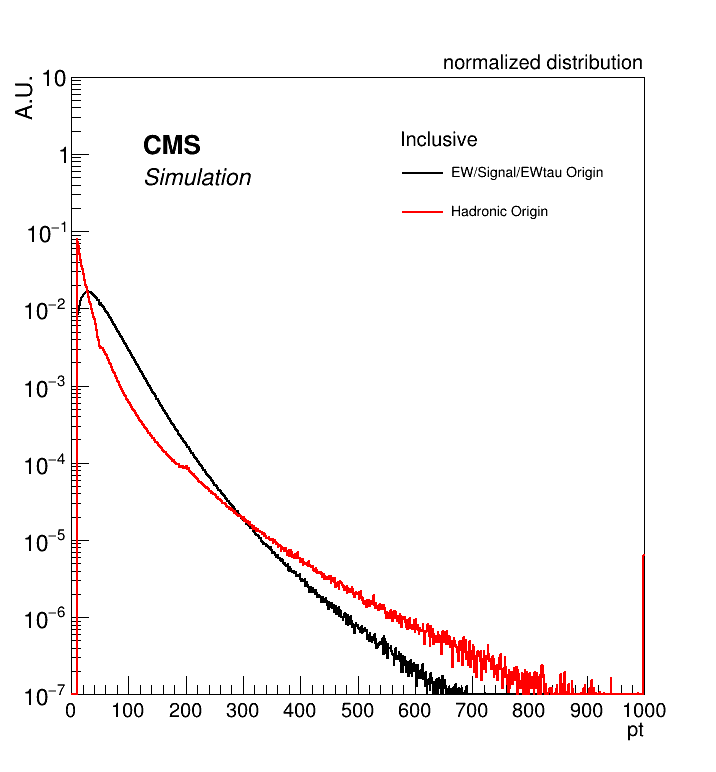 normalized distribution
A.U.
10
1
10−1
10−2
10−3
10−4
10−5
10−6
10−7
CMS
Simulation
Inclusive
EW/Signal/EWtau Origin
Hadronic Origin
0 100 200 300 400 500 600 700 800 900 1000
pt